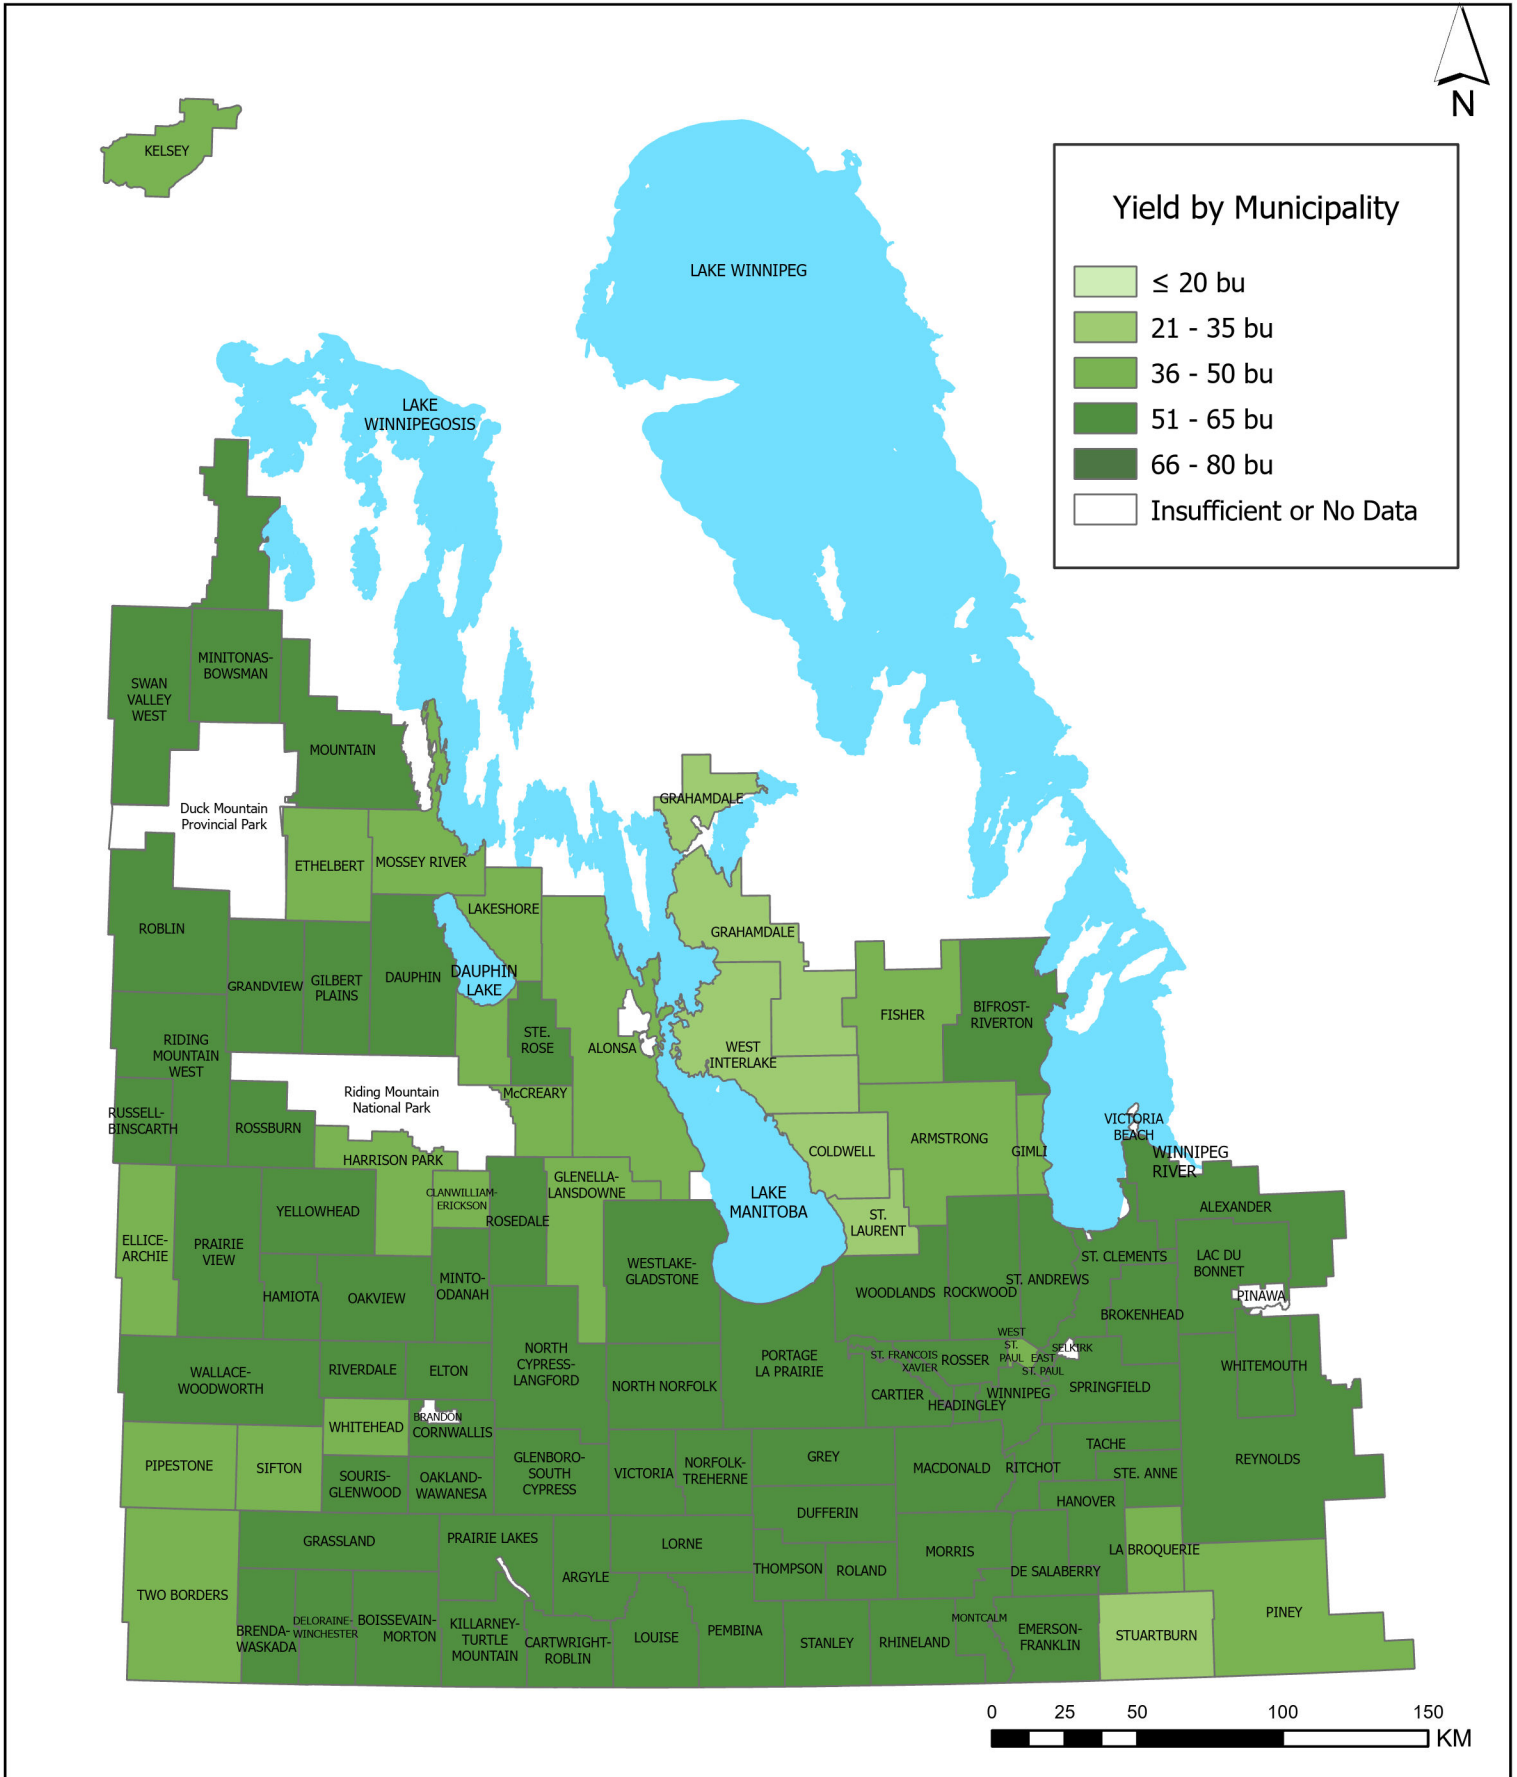 N
KELSEY
Yield by Municipality
≤ 20 bu
21 - 35 bu
36 - 50 bu
51 - 65 bu
66 - 80 bu
Insufficient or No Data
LAKE WINNIPEG
LAKE
WINNIPEGOSIS
MINITONAS-
BOWSMAN
SWAN
VALLEY
WEST
MOUNTAIN
Duck Mountain
Provincial Park
GRAHAMDALE
ETHELBERT
MOSSEY RIVER
LAKESHORE
ROBLIN
GRAHAMDALE
GRANDVIEW
GILBERT
PLAINS
DAUPHIN
DAUPHIN
LAKE
FISHER
BIFROST-
RIVERTON
STE.
ROSE
ALONSA
WEST
INTERLAKE
RIDING
MOUNTAIN
WEST
Riding Mountain
National Park
McCREARY
RUSSELL-
BINSCARTH
ROSSBURN
VICTORIA
BEACH
WINNIPEG
RIVER
ARMSTRONG
GIMLI
COLDWELL
HARRISON PARK
GLENELLA-
LANSDOWNE
CLANWILLIAM-
ERICKSON
LAKE
MANITOBA
ALEXANDER
YELLOWHEAD
ROSEDALE
ST.
LAURENT
ELLICE-
ARCHIE
PRAIRIE
VIEW
WESTLAKE-
GLADSTONE
ST. CLEMENTS
LAC DU
BONNET
MINTO-
ODANAH
HAMIOTA
OAKVIEW
WOODLANDS
ROCKWOOD
ST. ANDREWS
PINAWA
BROKENHEAD
WALLACE-
WOODWORTH
RIVERDALE
ELTON
NORTH
CYPRESS-
LANGFORD
NORTH NORFOLK
PORTAGE
LA PRAIRIE
ST. FRANCOIS
XAVIER
ROSSER
WEST
ST.
PAUL
EAST
ST. PAUL
SELKIRK
WHITEMOUTH
CARTIER
HEADINGLEY
WINNIPEG
SPRINGFIELD
WHITEHEAD
BRANDON
CORNWALLIS
PIPESTONE
SIFTON
SOURIS-
GLENWOOD
OAKLAND-
WAWANESA
GLENBORO-
SOUTH
CYPRESS
VICTORIA
NORFOLK-
TREHERNE
GREY
MACDONALD
RITCHOT
TACHE
STE. ANNE
REYNOLDS
HANOVER
DUFFERIN
GRASSLAND
PRAIRIE LAKES
LORNE
MORRIS
LA BROQUERIE
THOMPSON
ROLAND
DE SALABERRY
ARGYLE
TWO BORDERS
BRENDA-
WASKADA
DELORAINE-
WINCHESTER
BOISSEVAIN-
MORTON
KILLARNEY-
TURTLE
MOUNTAIN
CARTWRIGHT-
ROBLIN
LOUISE
PEMBINA
STANLEY
RHINELAND
MONTCALM
EMERSON-
FRANKLIN
STUARTBURN
PINEY
0 25 50 100 150
KM